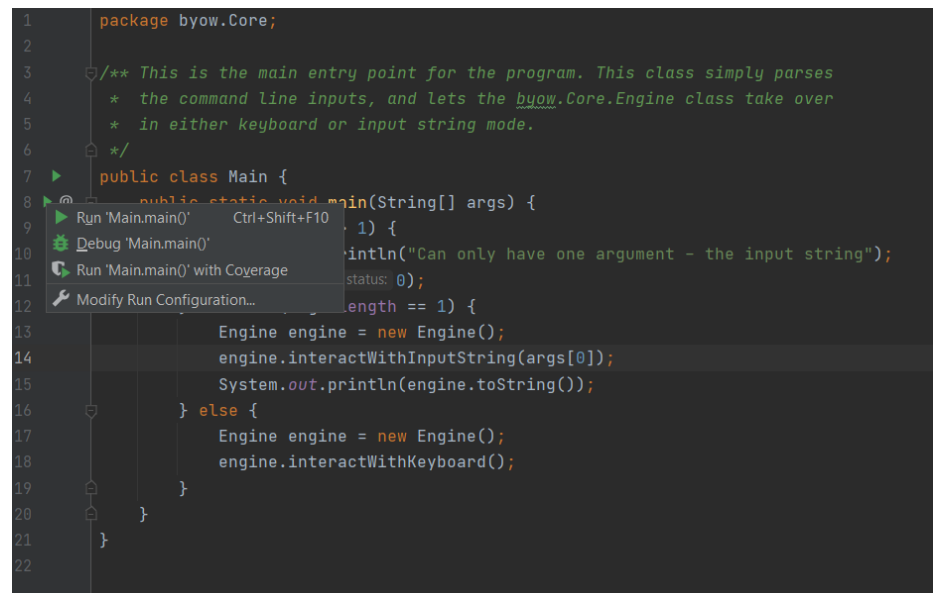 1 package byow.Core;
2
3 /** This is the main entry point for the program. This class simply parses
4 * the command line inputs, and lets the byow.Core.Engine class take over
5 * in either keyboard or input string mode.
6 */
7 public class Main {
8 public static void main(String[] args) {
Run 'Main.main()' Ctrl+Shift+F10
9 1) {
Debug 'Main.main()'
10 intln("Can only have one argument - the input string");
Run 'Main.main()' with Coverage
11 status: 0);
Modify Run Configuration...
12 length == 1) {
13 Engine engine = new Engine();
14 engine.interactWithInputString(args[0]);
15 System.out.println(engine.toString());
16 } else {
17 Engine engine = new Engine();
18 engine.interactWithKeyboard();
19 }
20 }
21 }
22